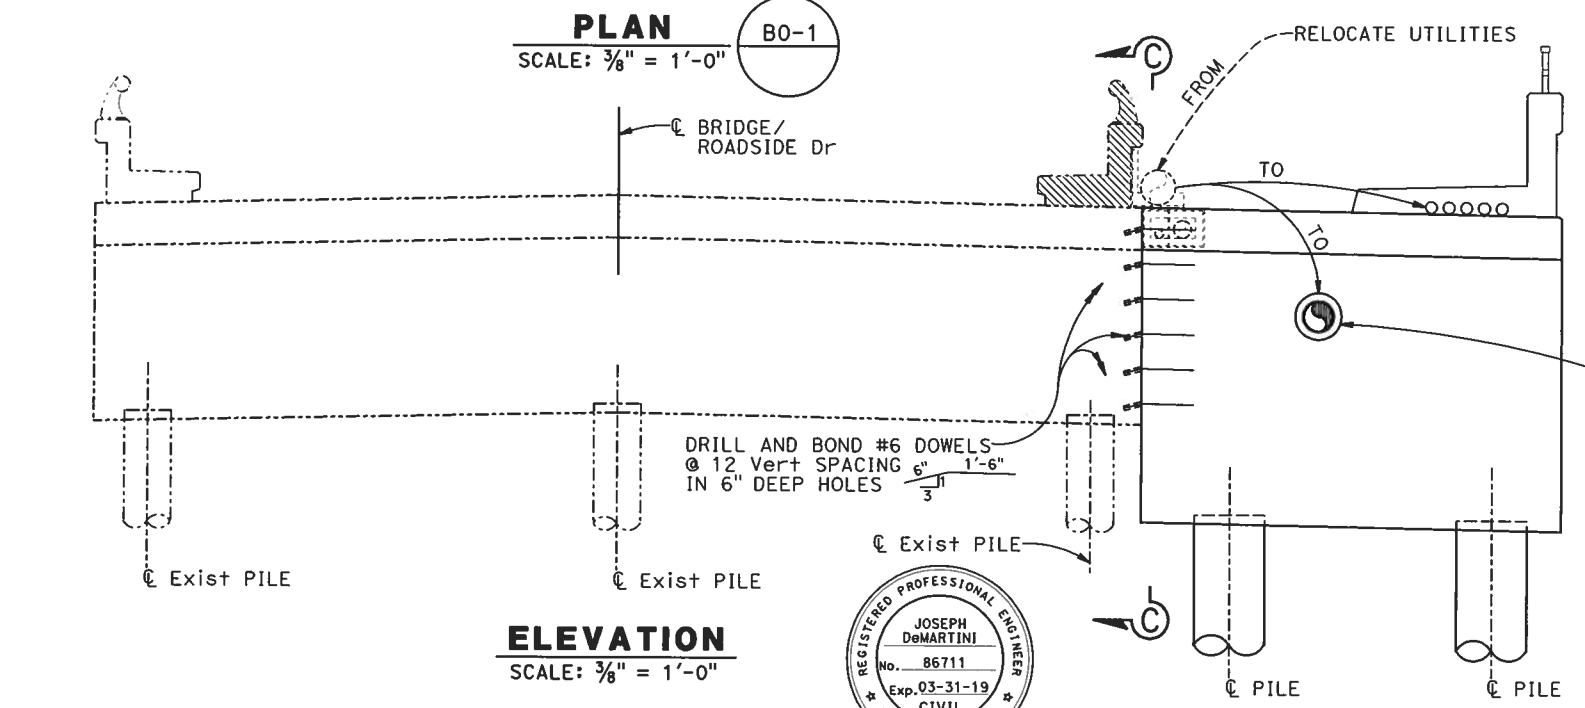 PLAN
SCALE: ⅜" = 1'-0"
BO-1
C
RELOCATE UTILITIES
FROM
℄ BRIDGE/
ROADSIDE Dr
TO
TO
DRILL AND BOND #6 DOWELS
@ 12 Vert SPACING
IN 6" DEEP HOLES
6"
1'-6"
1
3
℄ Exist PILE
℄ Exist PILE
℄ Exist PILE
C
ELEVATION
SCALE: ⅜" = 1'-0"
REGISTERED PROFESSIONAL ENGINEER
JOSEPH
DeMARTINI
No. 86711
Exp. 03-31-19
CIVIL
℄ PILE
℄ PILE